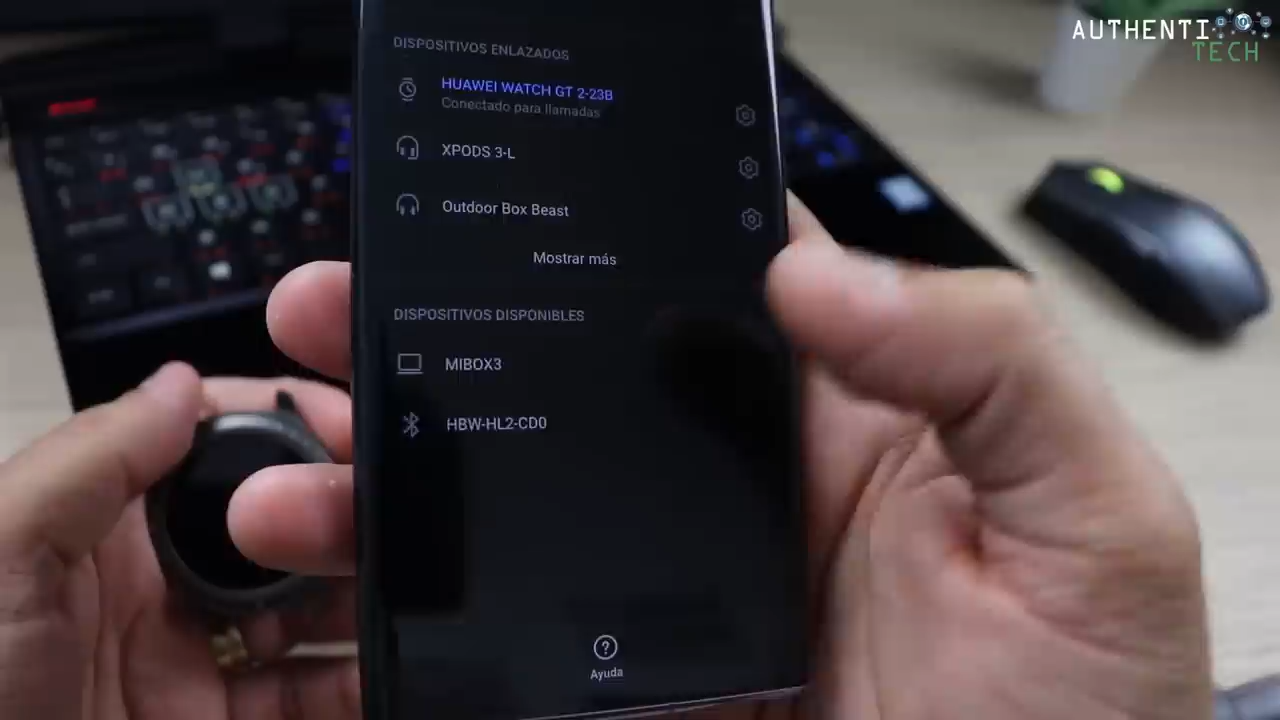 AUTHENTI
TECH
DISPOSITIVOS ENLAZADOS
HUAWEI WATCH GT 2-23B
Conectado para llamadas
XPODS 3-L
Outdoor Box Beast
Mostrar más
DISPOSITIVOS DISPONIBLES
MIBOX3
HBW-HL2-CD0
Ayuda